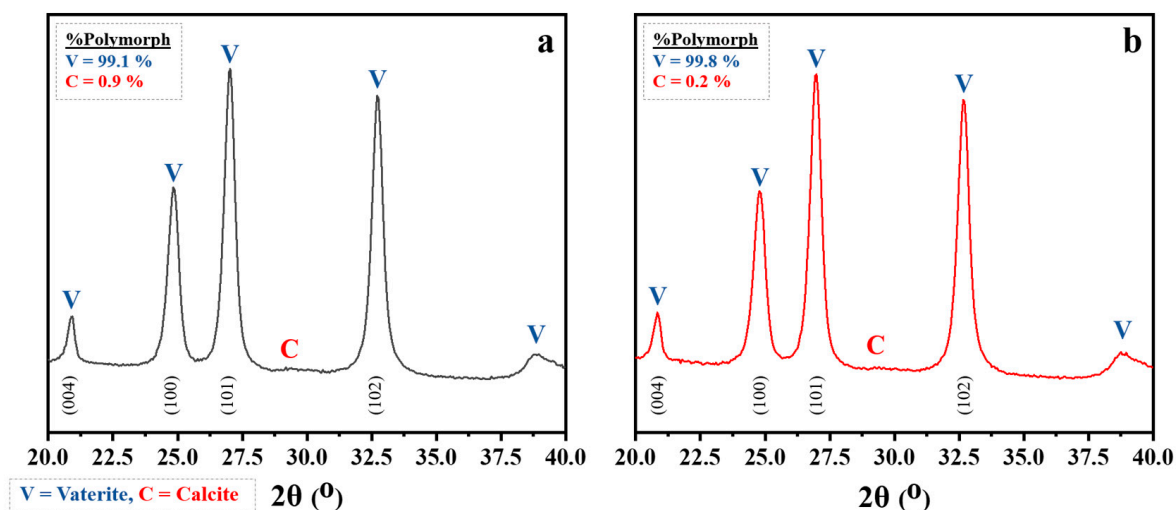 %Polymorph
V = 99.1 %
C = 0.9 %
a
V
V
V
V
C
V
(004)
(100)
(101)
(102)
20.0 22.5 25.0 27.5 30.0 32.5 35.0 37.5 40.0
2θ (º)
V = Vaterite, C = Calcite
%Polymorph
V = 99.8 %
C = 0.2 %
b
V
V
V
V
C
V
(004)
(100)
(101)
(102)
20.0 22.5 25.0 27.5 30.0 32.5 35.0 37.5 40.0
2θ (º)